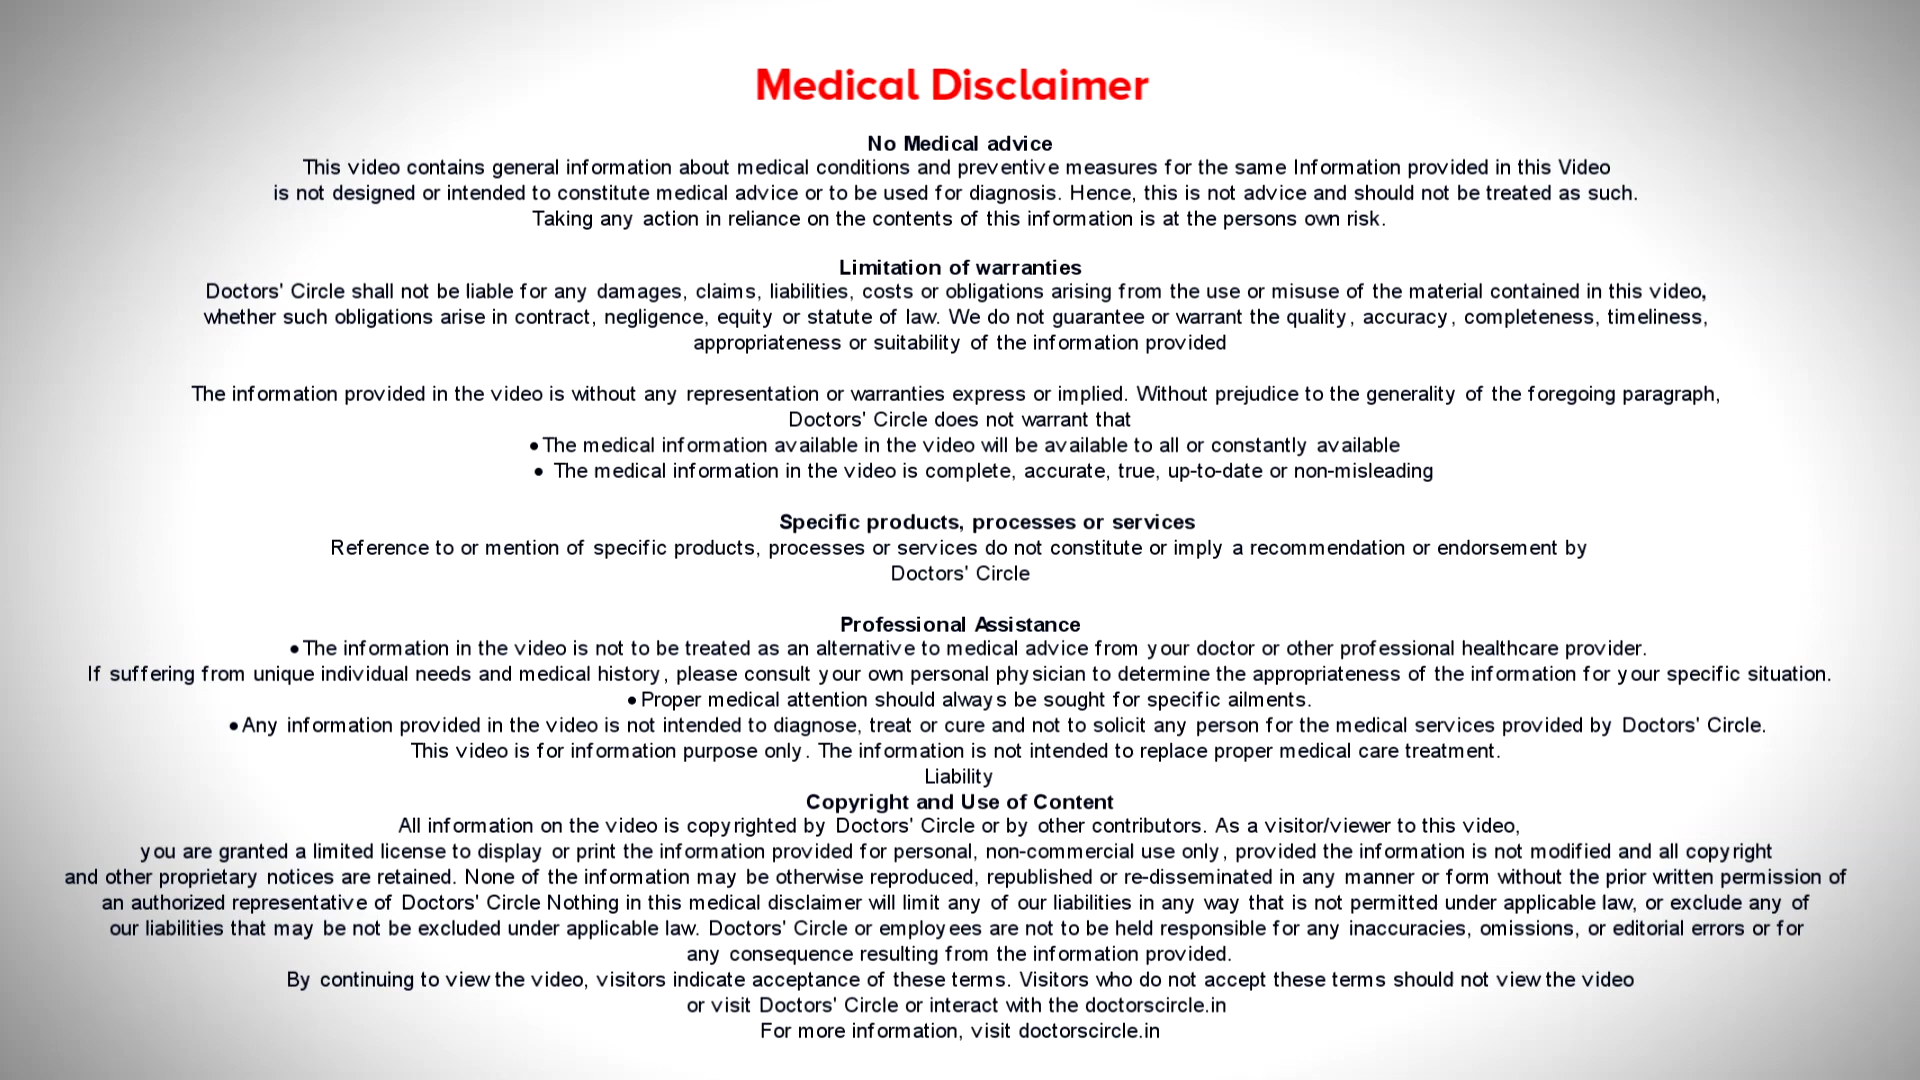 Medical Disclaimer
No Medical advice
This video contains general information about medical conditions and preventive measures for the same Information provided in this Video
is not designed or intended to constitute medical advice or to be used for diagnosis. Hence, this is not advice and should not be treated as such.
Taking any action in reliance on the contents of this information is at the persons own risk.
Limitation of warranties
Doctors' Circle shall not be liable for any damages, claims, liabilities, costs or obligations arising from the use or misuse of the material contained in this video,
whether such obligations arise in contract, negligence, equity or statute of law. We do not guarantee or warrant the quality, accuracy, completeness, timeliness,
appropriateness or suitability of the information provided
The information provided in the video is without any representation or warranties express or implied. Without prejudice to the generality of the foregoing paragraph,
Doctors' Circle does not warrant that
• The medical information available in the video will be available to all or constantly available
• The medical information in the video is complete, accurate, true, up-to-date or non-misleading
Specific products, processes or services
Reference to or mention of specific products, processes or services do not constitute or imply a recommendation or endorsement by
Doctors' Circle
Professional Assistance
• The information in the video is not to be treated as an alternative to medical advice from your doctor or other professional healthcare provider.
If suffering from unique individual needs and medical history, please consult your own personal physician to determine the appropriateness of the information for your specific situation.
• Proper medical attention should always be sought for specific ailments.
• Any information provided in the video is not intended to diagnose, treat or cure and not to solicit any person for the medical services provided by Doctors' Circle.
This video is for information purpose only. The information is not intended to replace proper medical care treatment.
Liability
Copyright and Use of Content
All information on the video is copyrighted by Doctors' Circle or by other contributors. As a visitor/viewer to this video,
you are granted a limited license to display or print the information provided for personal, non-commercial use only, provided the information is not modified and all copyright
and other proprietary notices are retained. None of the information may be otherwise reproduced, republished or re-disseminated in any manner or form without the prior written permission of
an authorized representative of Doctors' Circle Nothing in this medical disclaimer will limit any of our liabilities in any way that is not permitted under applicable law, or exclude any of
our liabilities that may be not be excluded under applicable law. Doctors' Circle or employees are not to be held responsible for any inaccuracies, omissions, or editorial errors or for
any consequence resulting from the information provided.
By continuing to view the video, visitors indicate acceptance of these terms. Visitors who do not accept these terms should not view the video
or visit Doctors' Circle or interact with the doctorscircle.in
For more information, visit doctorscircle.in